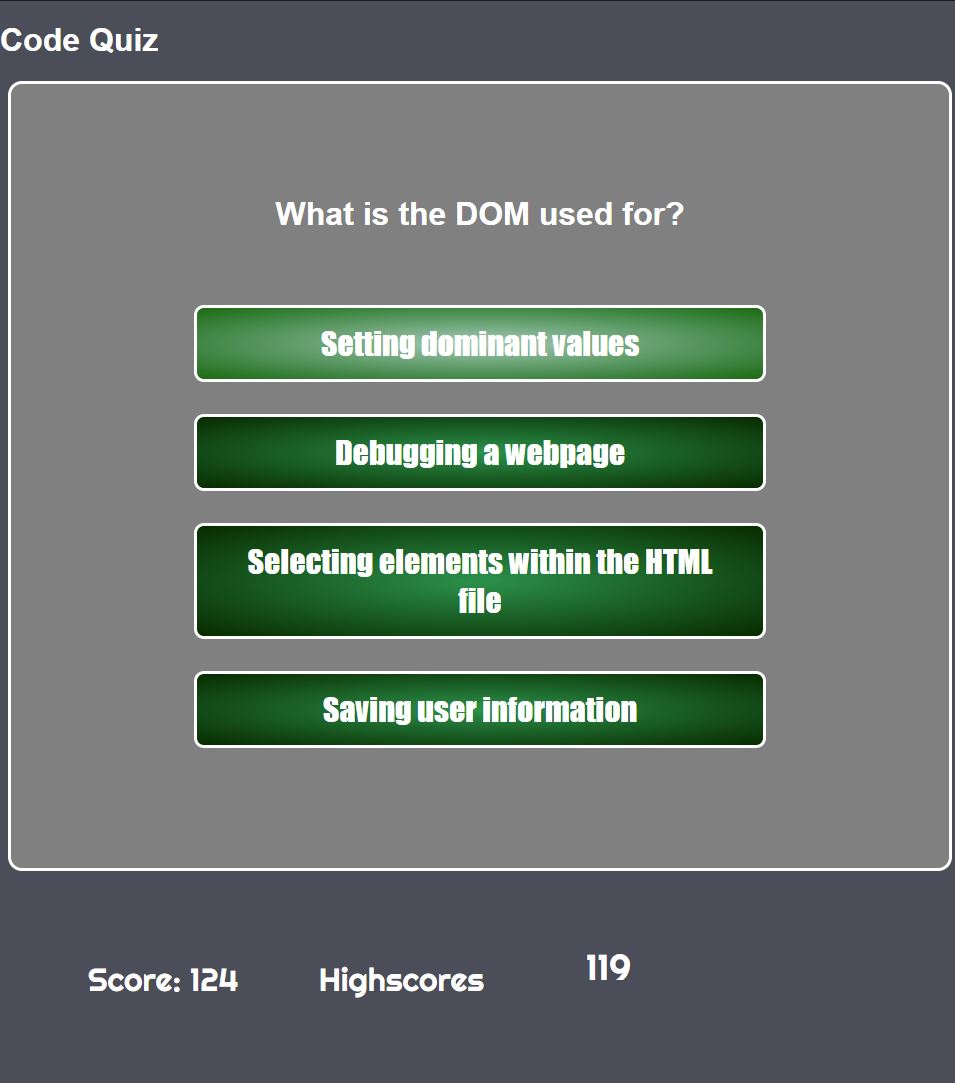 Code Quiz
What is the DOM used for?
Setting dominant values
Debugging a webpage
Selecting elements within the HTML
file
Saving user information
Score: 124
Highscores
119